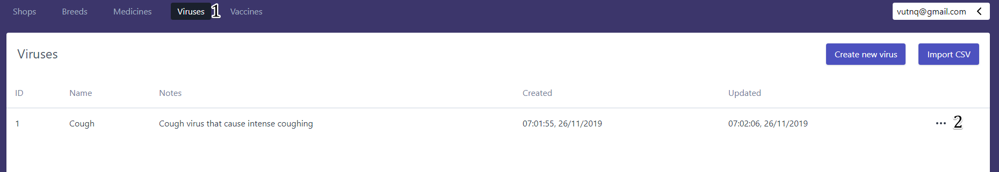 Shops Breeds Medicines Viruses 1 Vaccines vutnq@gmail.com
Viruses Create new virus Import CSV
ID Name Notes Created Updated
1 Cough Cough virus that cause intense coughing 07:01:55, 26/11/2019 07:02:06, 26/11/2019 ••• 2